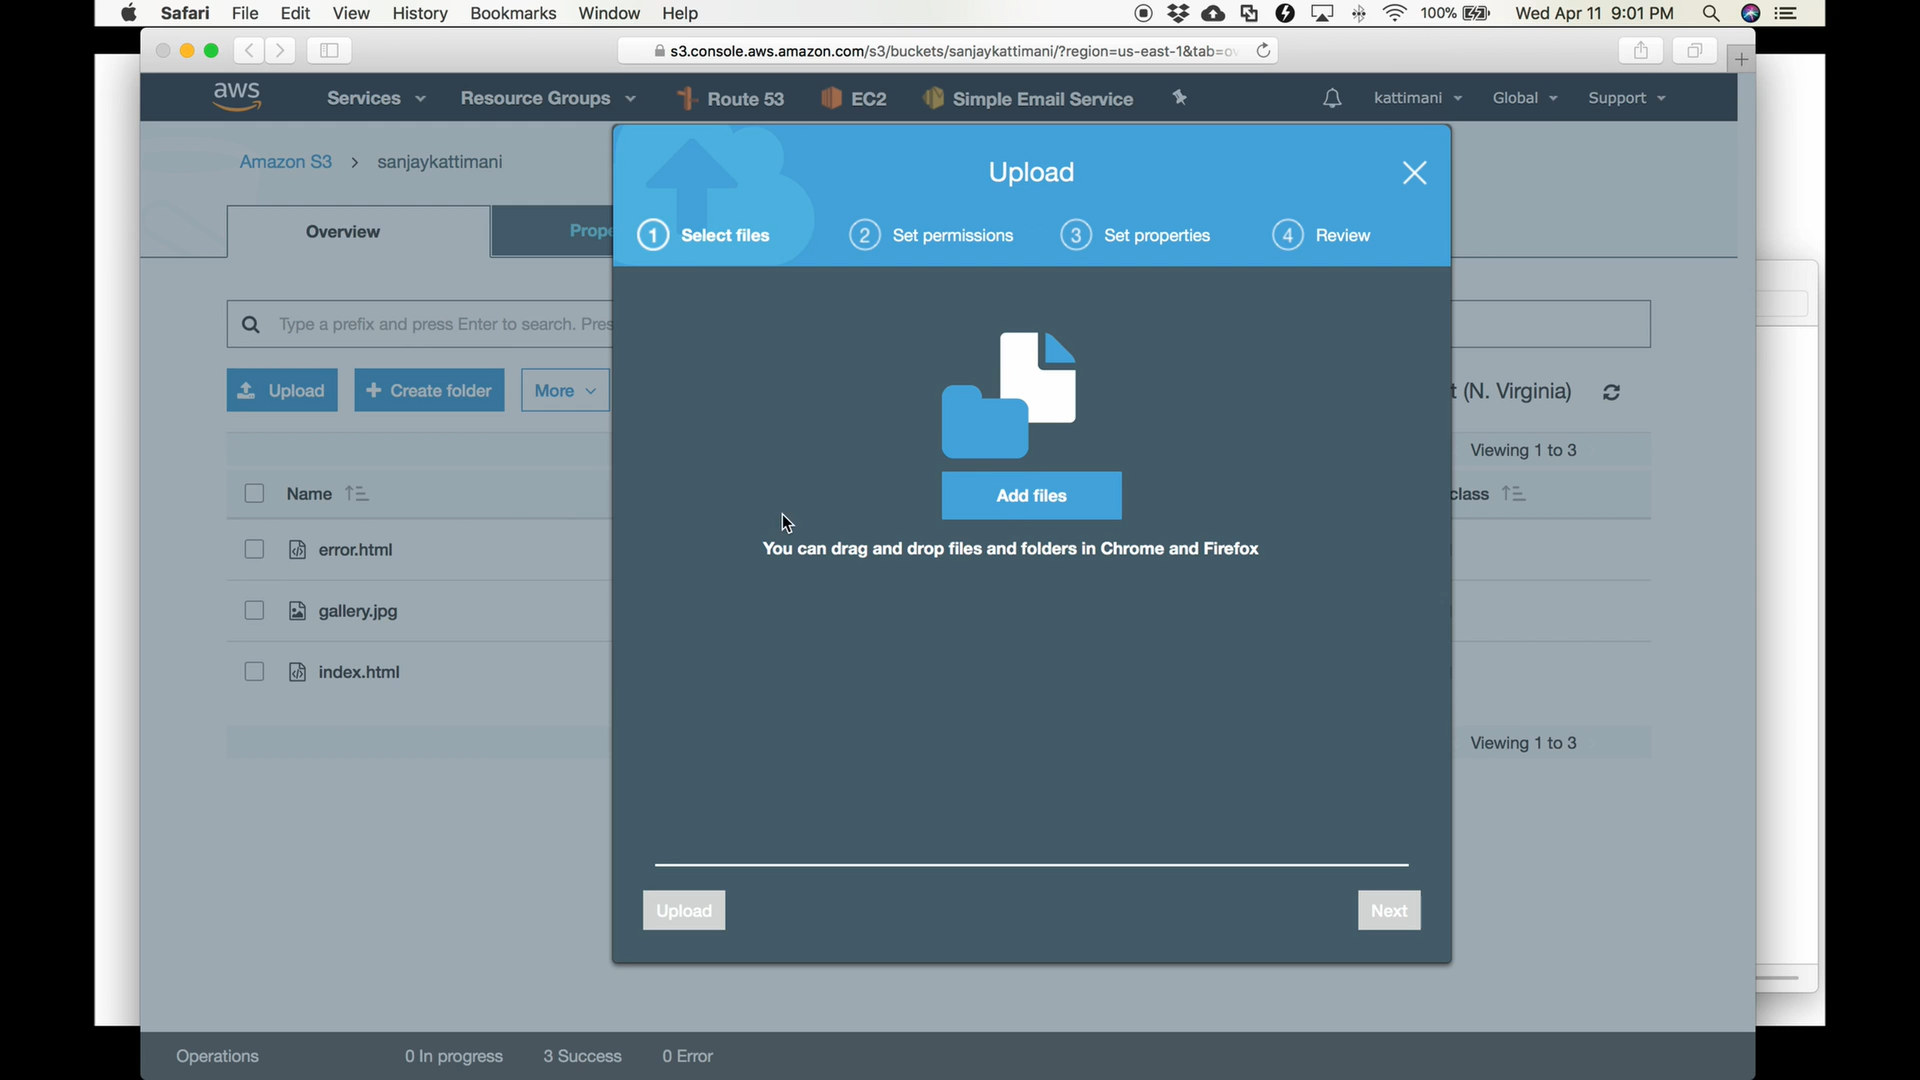 Safari File Edit View History Bookmarks Window Help 100% Wed Apr 11 9:01 PM
s3.console.aws.amazon.com/s3/buckets/sanjaykattimani/?region=us-east-1&tab=ov
aws Services Resource Groups Route 53 EC2 Simple Email Service kattimani Global Support
Amazon S3 > sanjaykattimani
Upload
Overview
Prope
1 Select files 2 Set permissions 3 Set properties 4 Review
Type a prefix and press Enter to search. Pres
Upload + Create folder More
t (N. Virginia)
Viewing 1 to 3
Name
class
Add files
You can drag and drop files and folders in Chrome and Firefox
error.html
gallery.jpg
index.html
Viewing 1 to 3
Upload Next
Operations 0 In progress 3 Success 0 Error